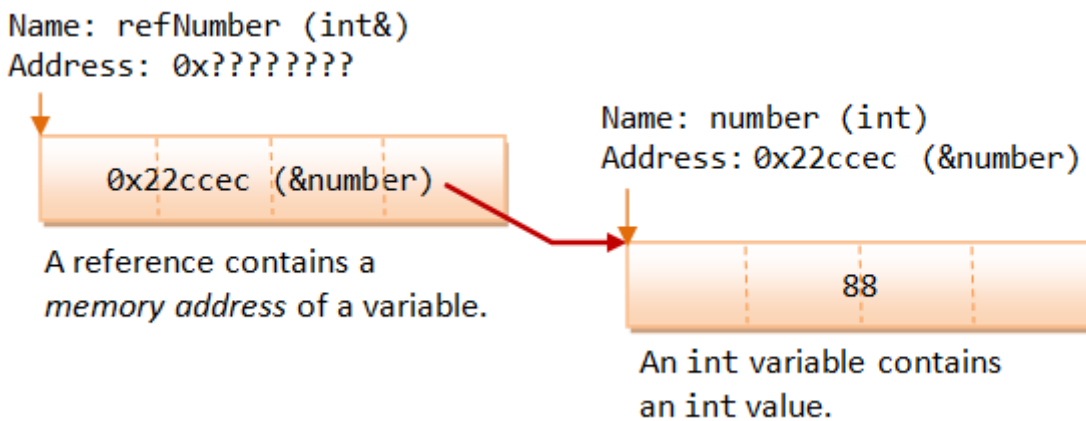 Name: refNumber (int&)
Address: 0x????????
0x22ccec (&number)
A reference contains a
memory address of a variable.
Name: number (int)
Address: 0x22ccec (&number)
88
An int variable contains
an int value.